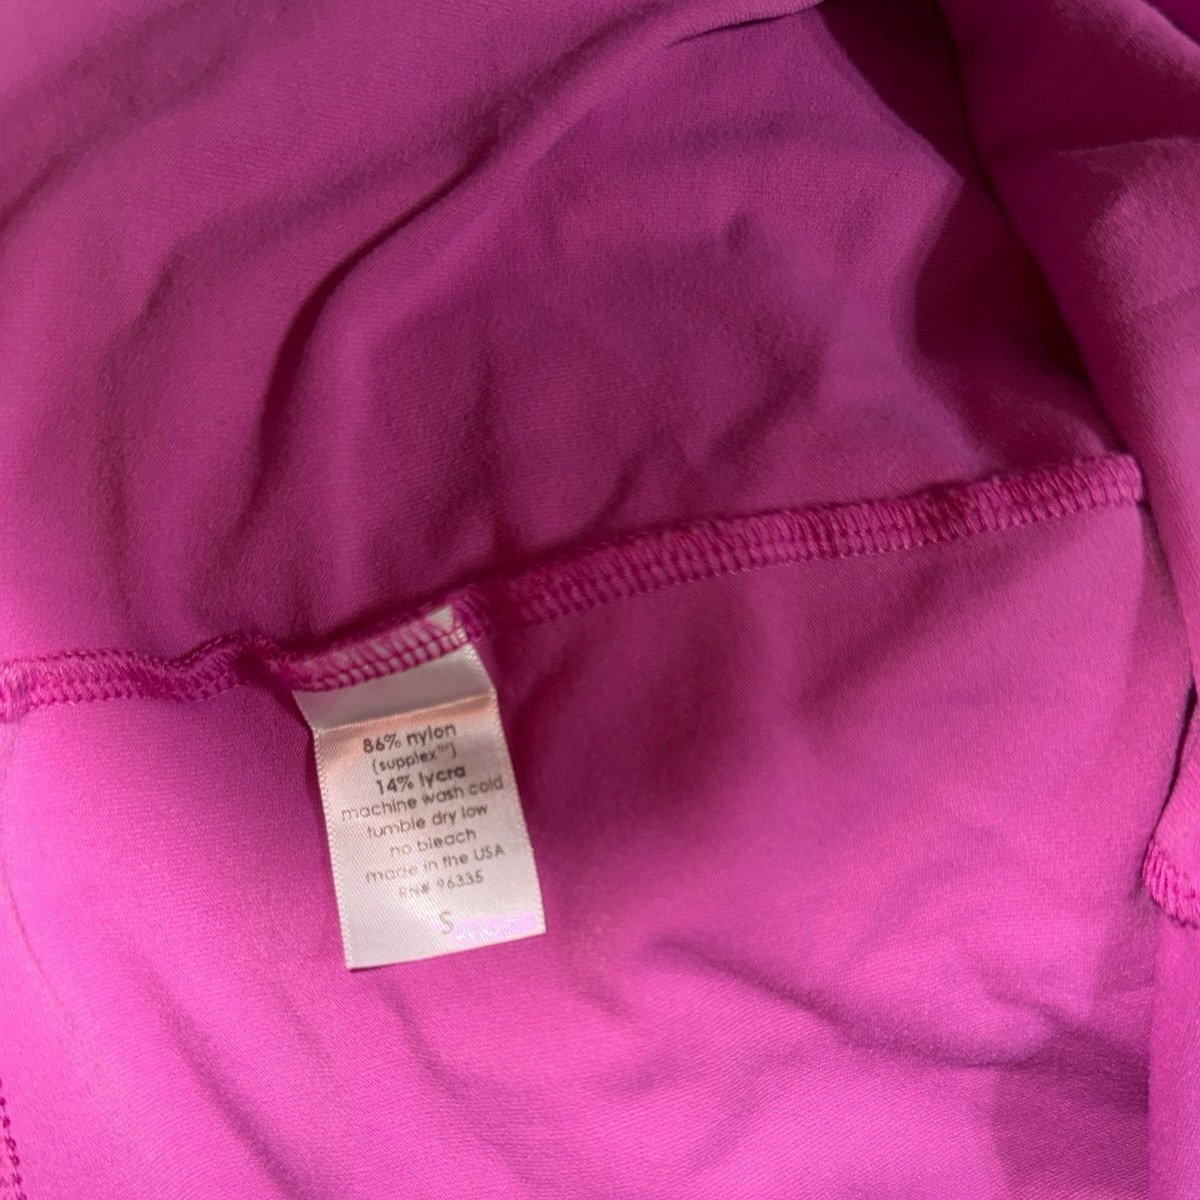 86% nylon
(supplex™)
14% lycra
machine wash cold
tumble dry low
no bleach
made in the USA
RN# 96335
S